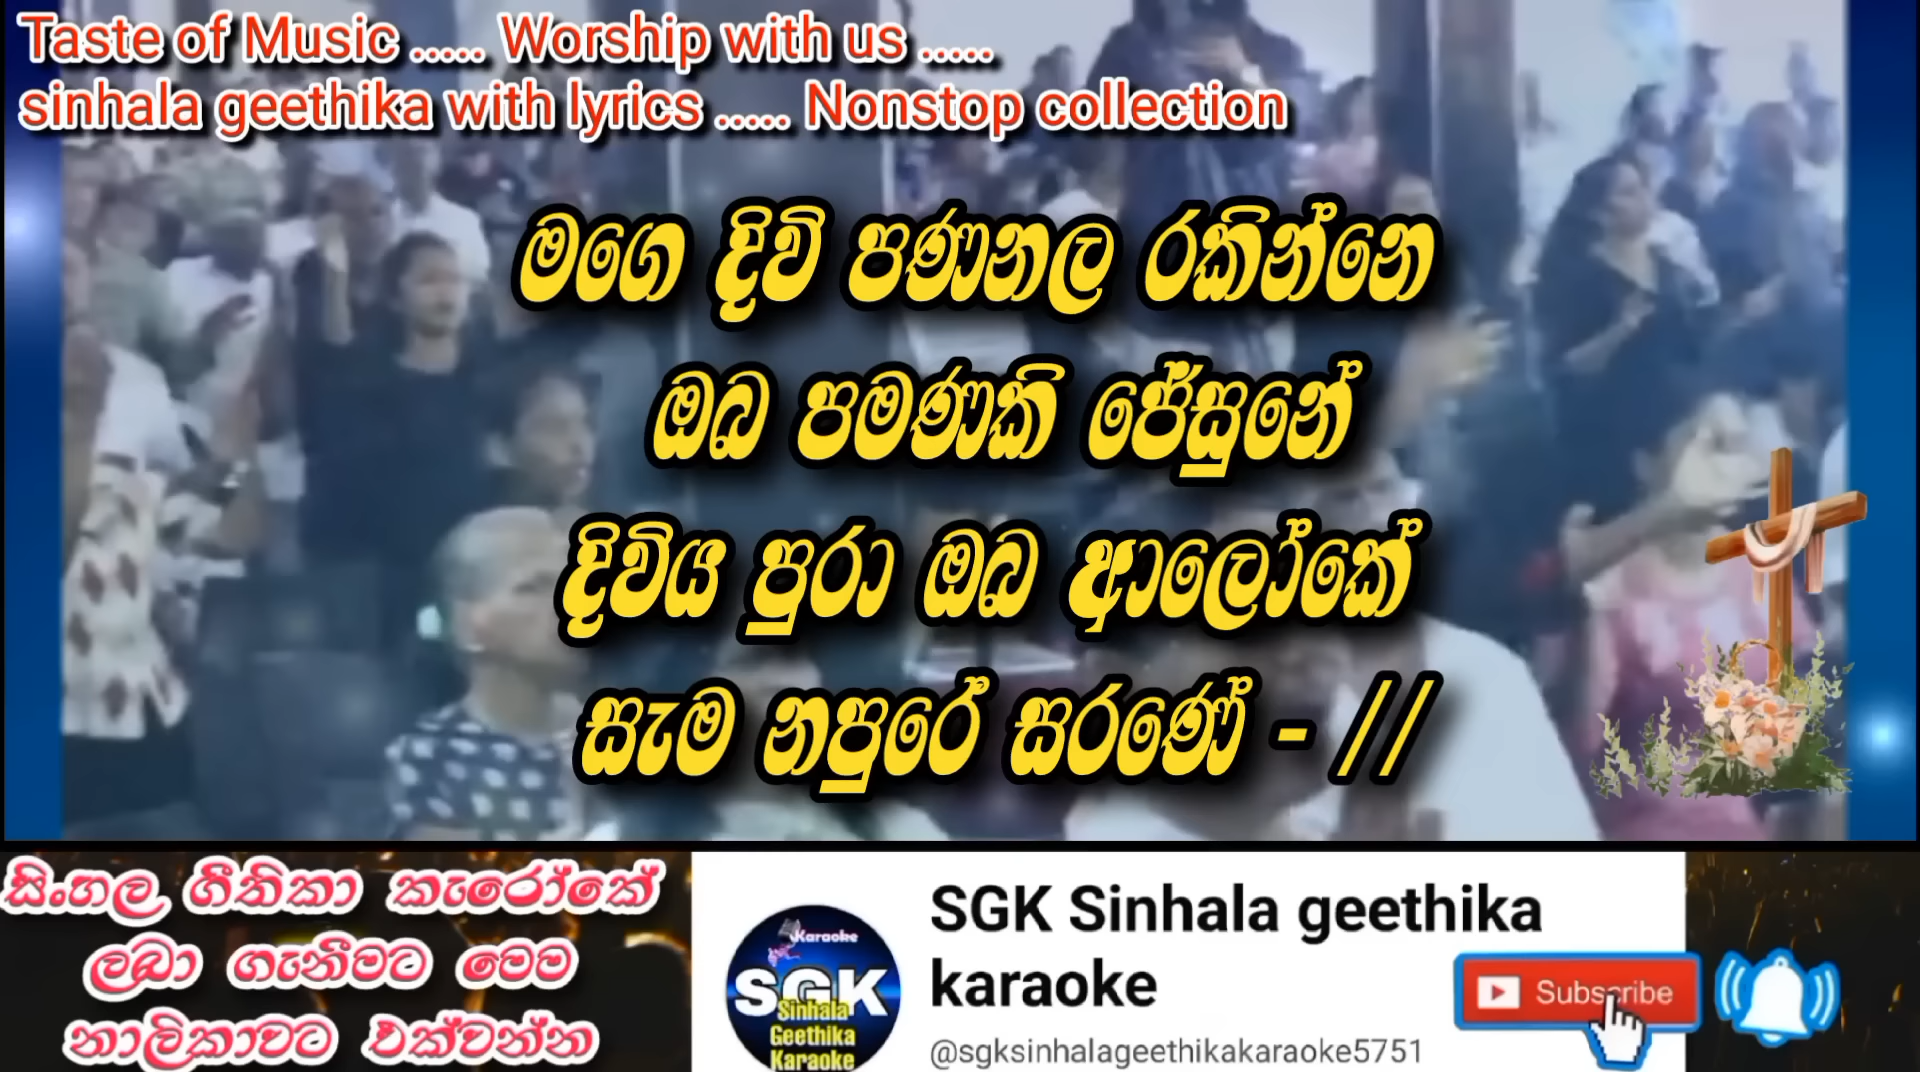 Taste of Music ..... Worship with us .....
sinhala geethika with lyrics ..... Nonstop collection
මගෙ දිවි පණනල රකින්නෙ
ඔබ පමණකි ජේසුනේ
දිවිය පුරා ඔබ ආලෝකේ
සැම නපුරේ සරණේ - //
සිංහල ගීතිකා කැරෝකේ
ලබා ගැනීමට මෙම
නාලිකාවට එක්වන්න
Karaoke
SGK
Sinhala
Geethika
Karaoke
SGK Sinhala geethika
karaoke
@sgksinhalageethikakaraoke5751
Subscribe